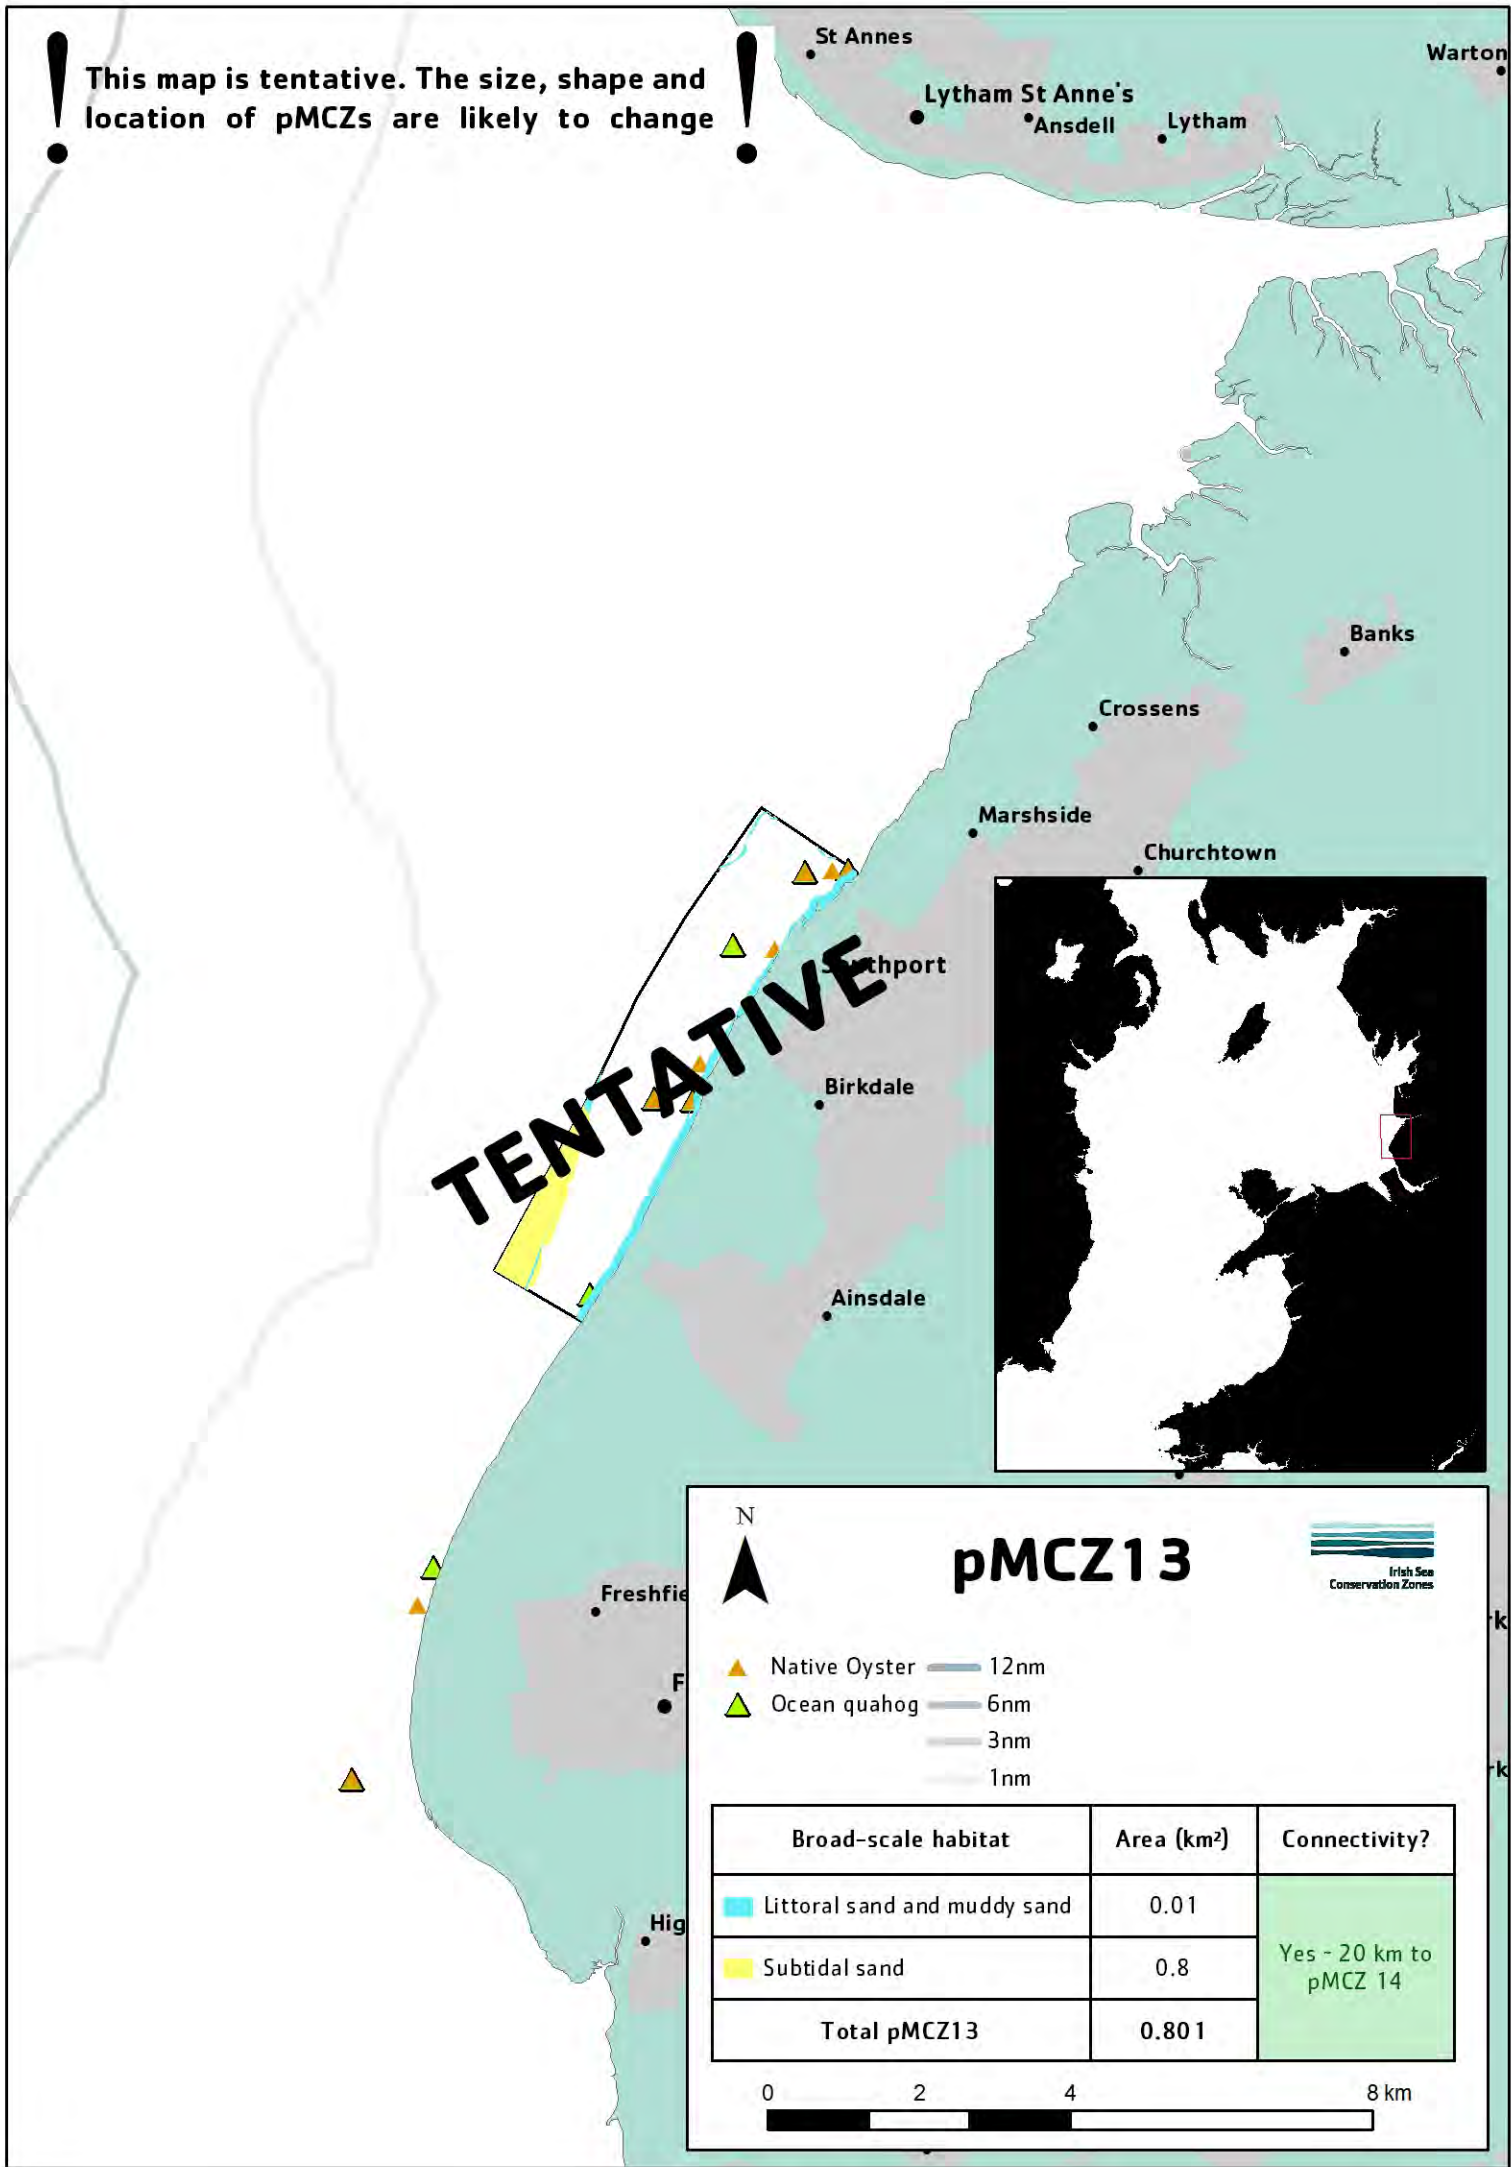 This map is tentative. The size, shape and
location of pMCZs are likely to change
St Annes
Warton
Lytham St Anne's
Ansdell
Lytham
Banks
Crossens
Marshside
Churchtown
Southport
TENTATIVE
Birkdale
Ainsdale
Freshfie
F
Hig
rk
rk
N
pMCZ13
Irish Sea
Conservation Zones
Native Oyster
12nm
Ocean quahog
6nm
3nm
1nm
Broad-scale habitat Area (km²) Connectivity?
Littoral sand and muddy sand 0.01
Subtidal sand 0.8
Yes - 20 km to
pMCZ 14
Total pMCZ13 0.801
0 2 4 8 km